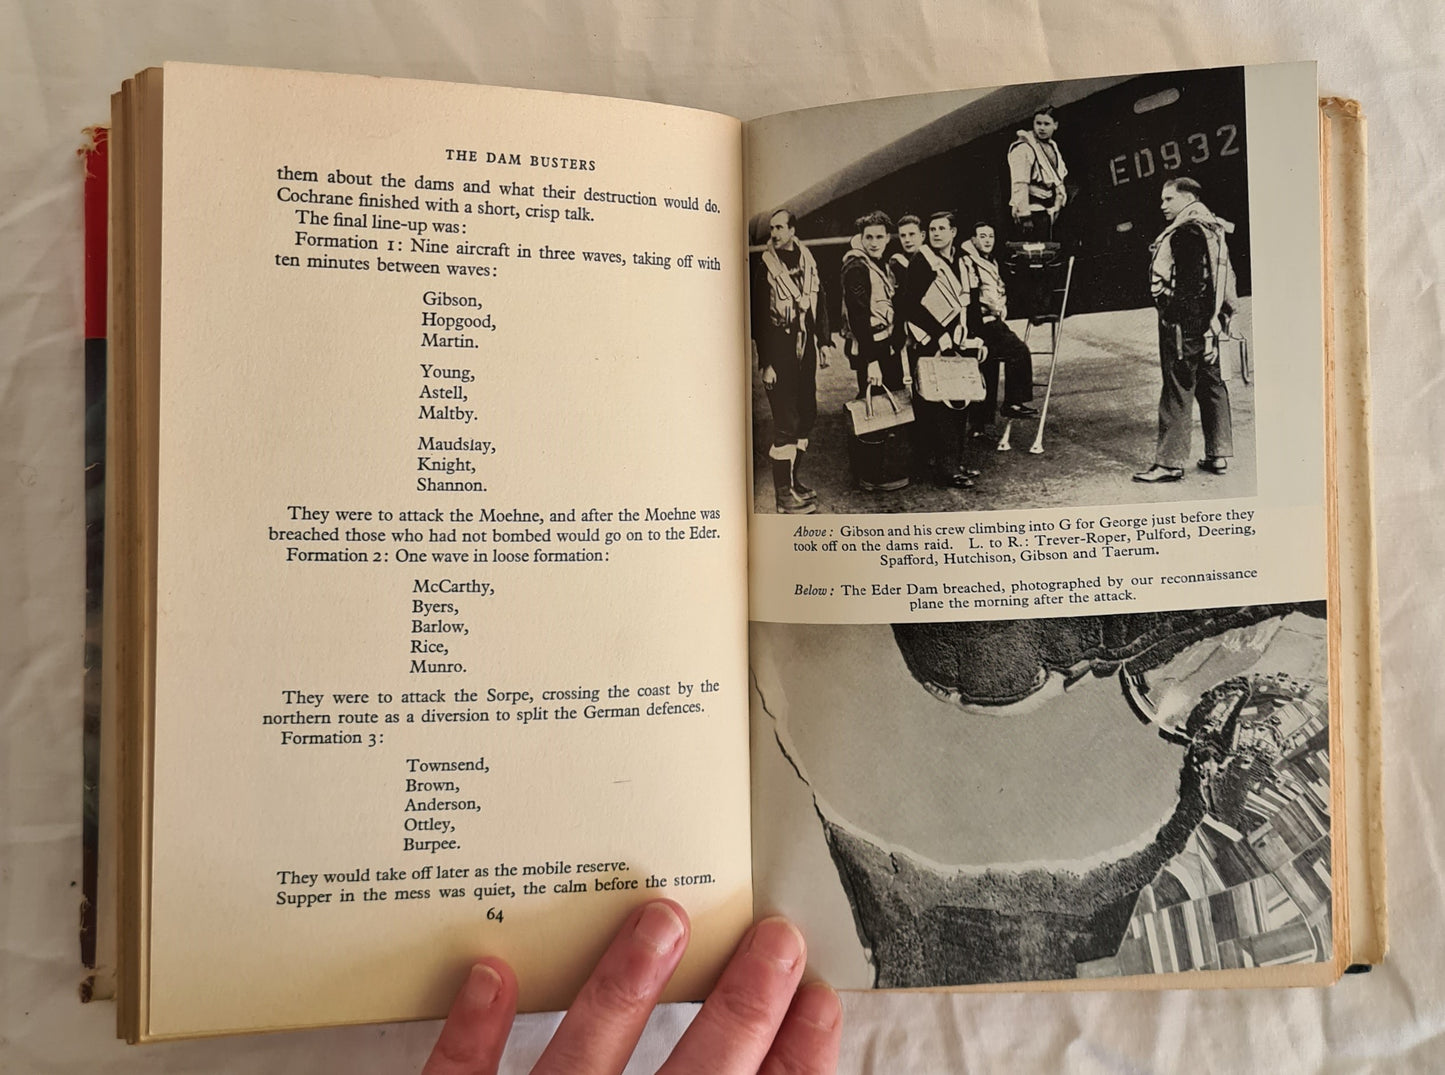 THE DAM BUSTERS
them about the dams and what their destruction would do.
Cochrane finished with a short, crisp talk.
The final line-up was:
Formation 1: Nine aircraft in three waves, taking off with
ten minutes between waves:
Gibson,
Hopgood,
Martin.
Young,
Astell,
Maltby.
Maudslay,
Knight,
Shannon.
They were to attack the Moehne, and after the Moehne was
breached those who had not bombed would go on to the Eder.
Formation 2: One wave in loose formation:
McCarthy,
Byers,
Barlow,
Rice,
Munro.
They were to attack the Sorpe, crossing the coast by the
northern route as a diversion to split the German defences.
Formation 3:
Townsend,
Brown,
Anderson,
Ottley,
Burpee.
They would take off later as the mobile reserve.
Supper in the mess was quiet, the calm before the storm.
64
ED932
Above: Gibson and his crew climbing into G for George just before they
took off on the dams raid. L. to R.: Trever-Roper, Pulford, Deering,
Spafford, Hutchison, Gibson and Taerum.
Below: The Eder Dam breached, photographed by our reconnaissance
plane the morning after the attack.